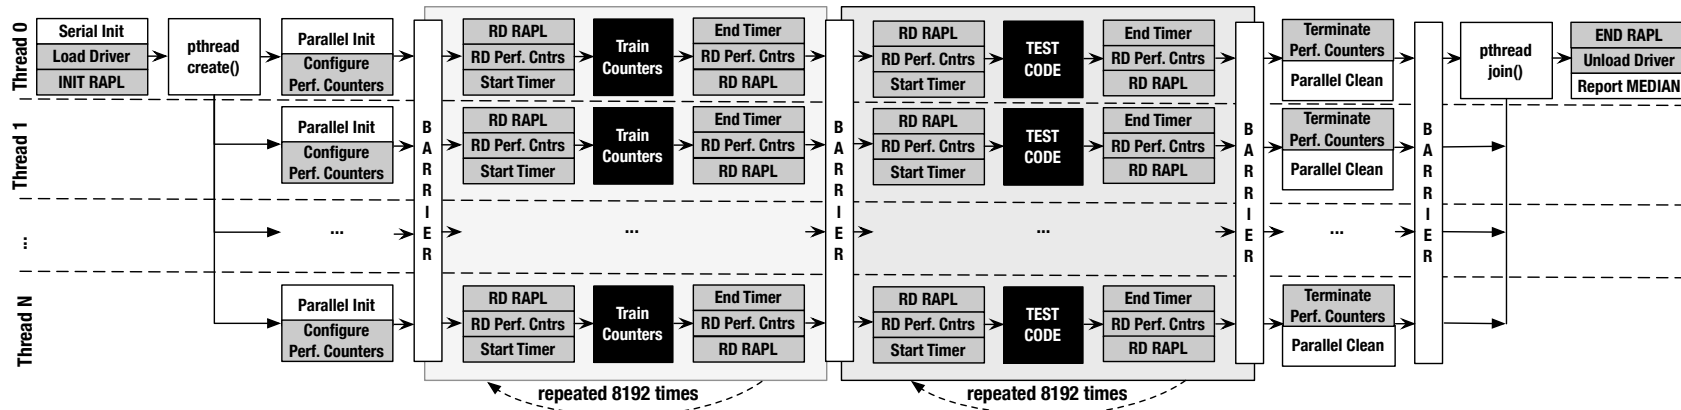 Thread 0
Serial Init
Load Driver
INIT RAPL
pthread
create()
Parallel Init
Configure
Perf. Counters
BARRIER
RD RAPL
RD Perf. Cntrs
Start Timer
Train
Counters
End Timer
RD Perf. Cntrs
RD RAPL
BARRIER
RD RAPL
RD Perf. Cntrs
Start Timer
TEST
CODE
End Timer
RD Perf. Cntrs
RD RAPL
BARRIER
Terminate
Perf. Counters
Parallel Clean
BARRIER
pthread
join()
END RAPL
Unload Driver
Report MEDIAN
Thread 1
Parallel Init
Configure
Perf. Counters
RD RAPL
RD Perf. Cntrs
Start Timer
Train
Counters
End Timer
RD Perf. Cntrs
RD RAPL
RD RAPL
RD Perf. Cntrs
Start Timer
TEST
CODE
End Timer
RD Perf. Cntrs
RD RAPL
Terminate
Perf. Counters
Parallel Clean
...
...
...
...
...
Thread N
Parallel Init
Configure
Perf. Counters
RD RAPL
RD Perf. Cntrs
Start Timer
Train
Counters
End Timer
RD Perf. Cntrs
RD RAPL
RD RAPL
RD Perf. Cntrs
Start Timer
TEST
CODE
End Timer
RD Perf. Cntrs
RD RAPL
Terminate
Perf. Counters
Parallel Clean
repeated 8192 times
repeated 8192 times